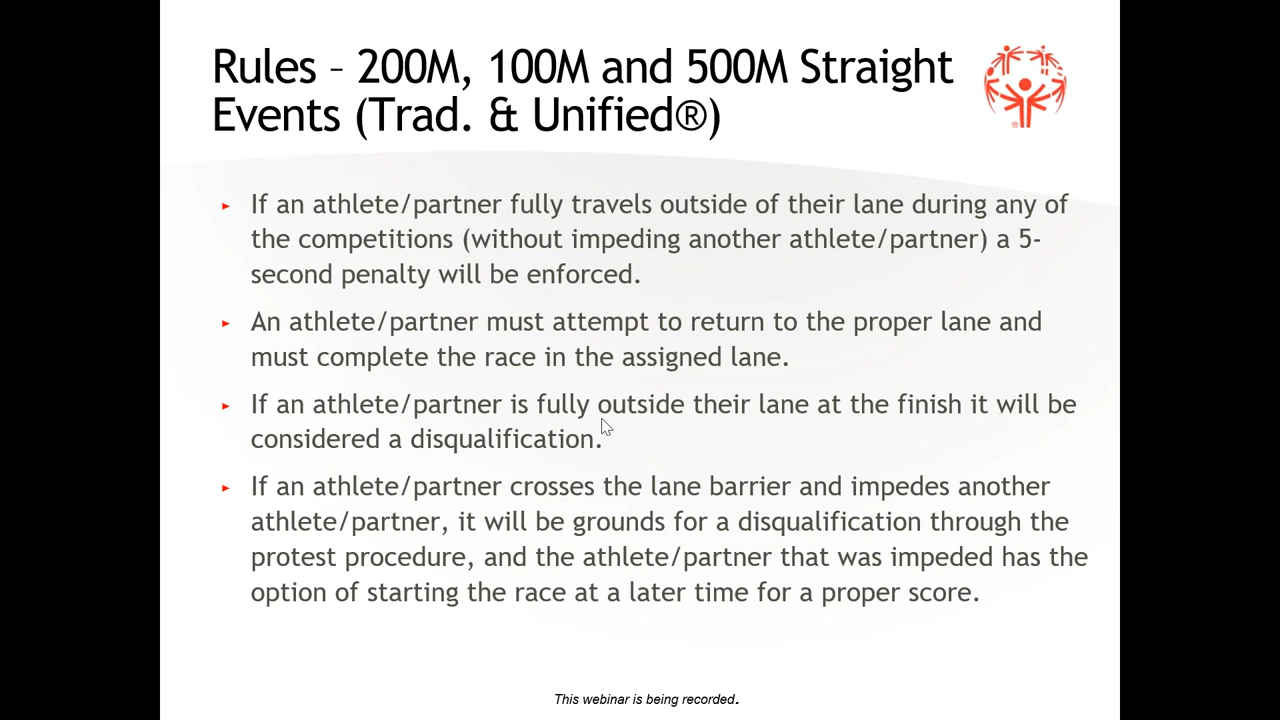 Rules – 200M, 100M and 500M Straight
Events (Trad. & Unified®)
If an athlete/partner fully travels outside of their lane during any of
the competitions (without impeding another athlete/partner) a 5-
second penalty will be enforced.
An athlete/partner must attempt to return to the proper lane and
must complete the race in the assigned lane.
If an athlete/partner is fully outside their lane at the finish it will be
considered a disqualification.
If an athlete/partner crosses the lane barrier and impedes another
athlete/partner, it will be grounds for a disqualification through the
protest procedure, and the athlete/partner that was impeded has the
option of starting the race at a later time for a proper score.
This webinar is being recorded.